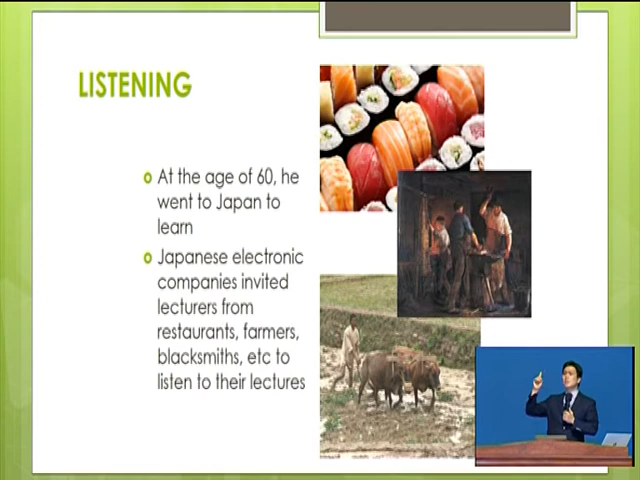 LISTENING
At the age of 60, he
went to Japan to
learn
Japanese electronic
companies invited
lecturers from
restaurants, farmers,
blacksmiths, etc to
listen to their lectures